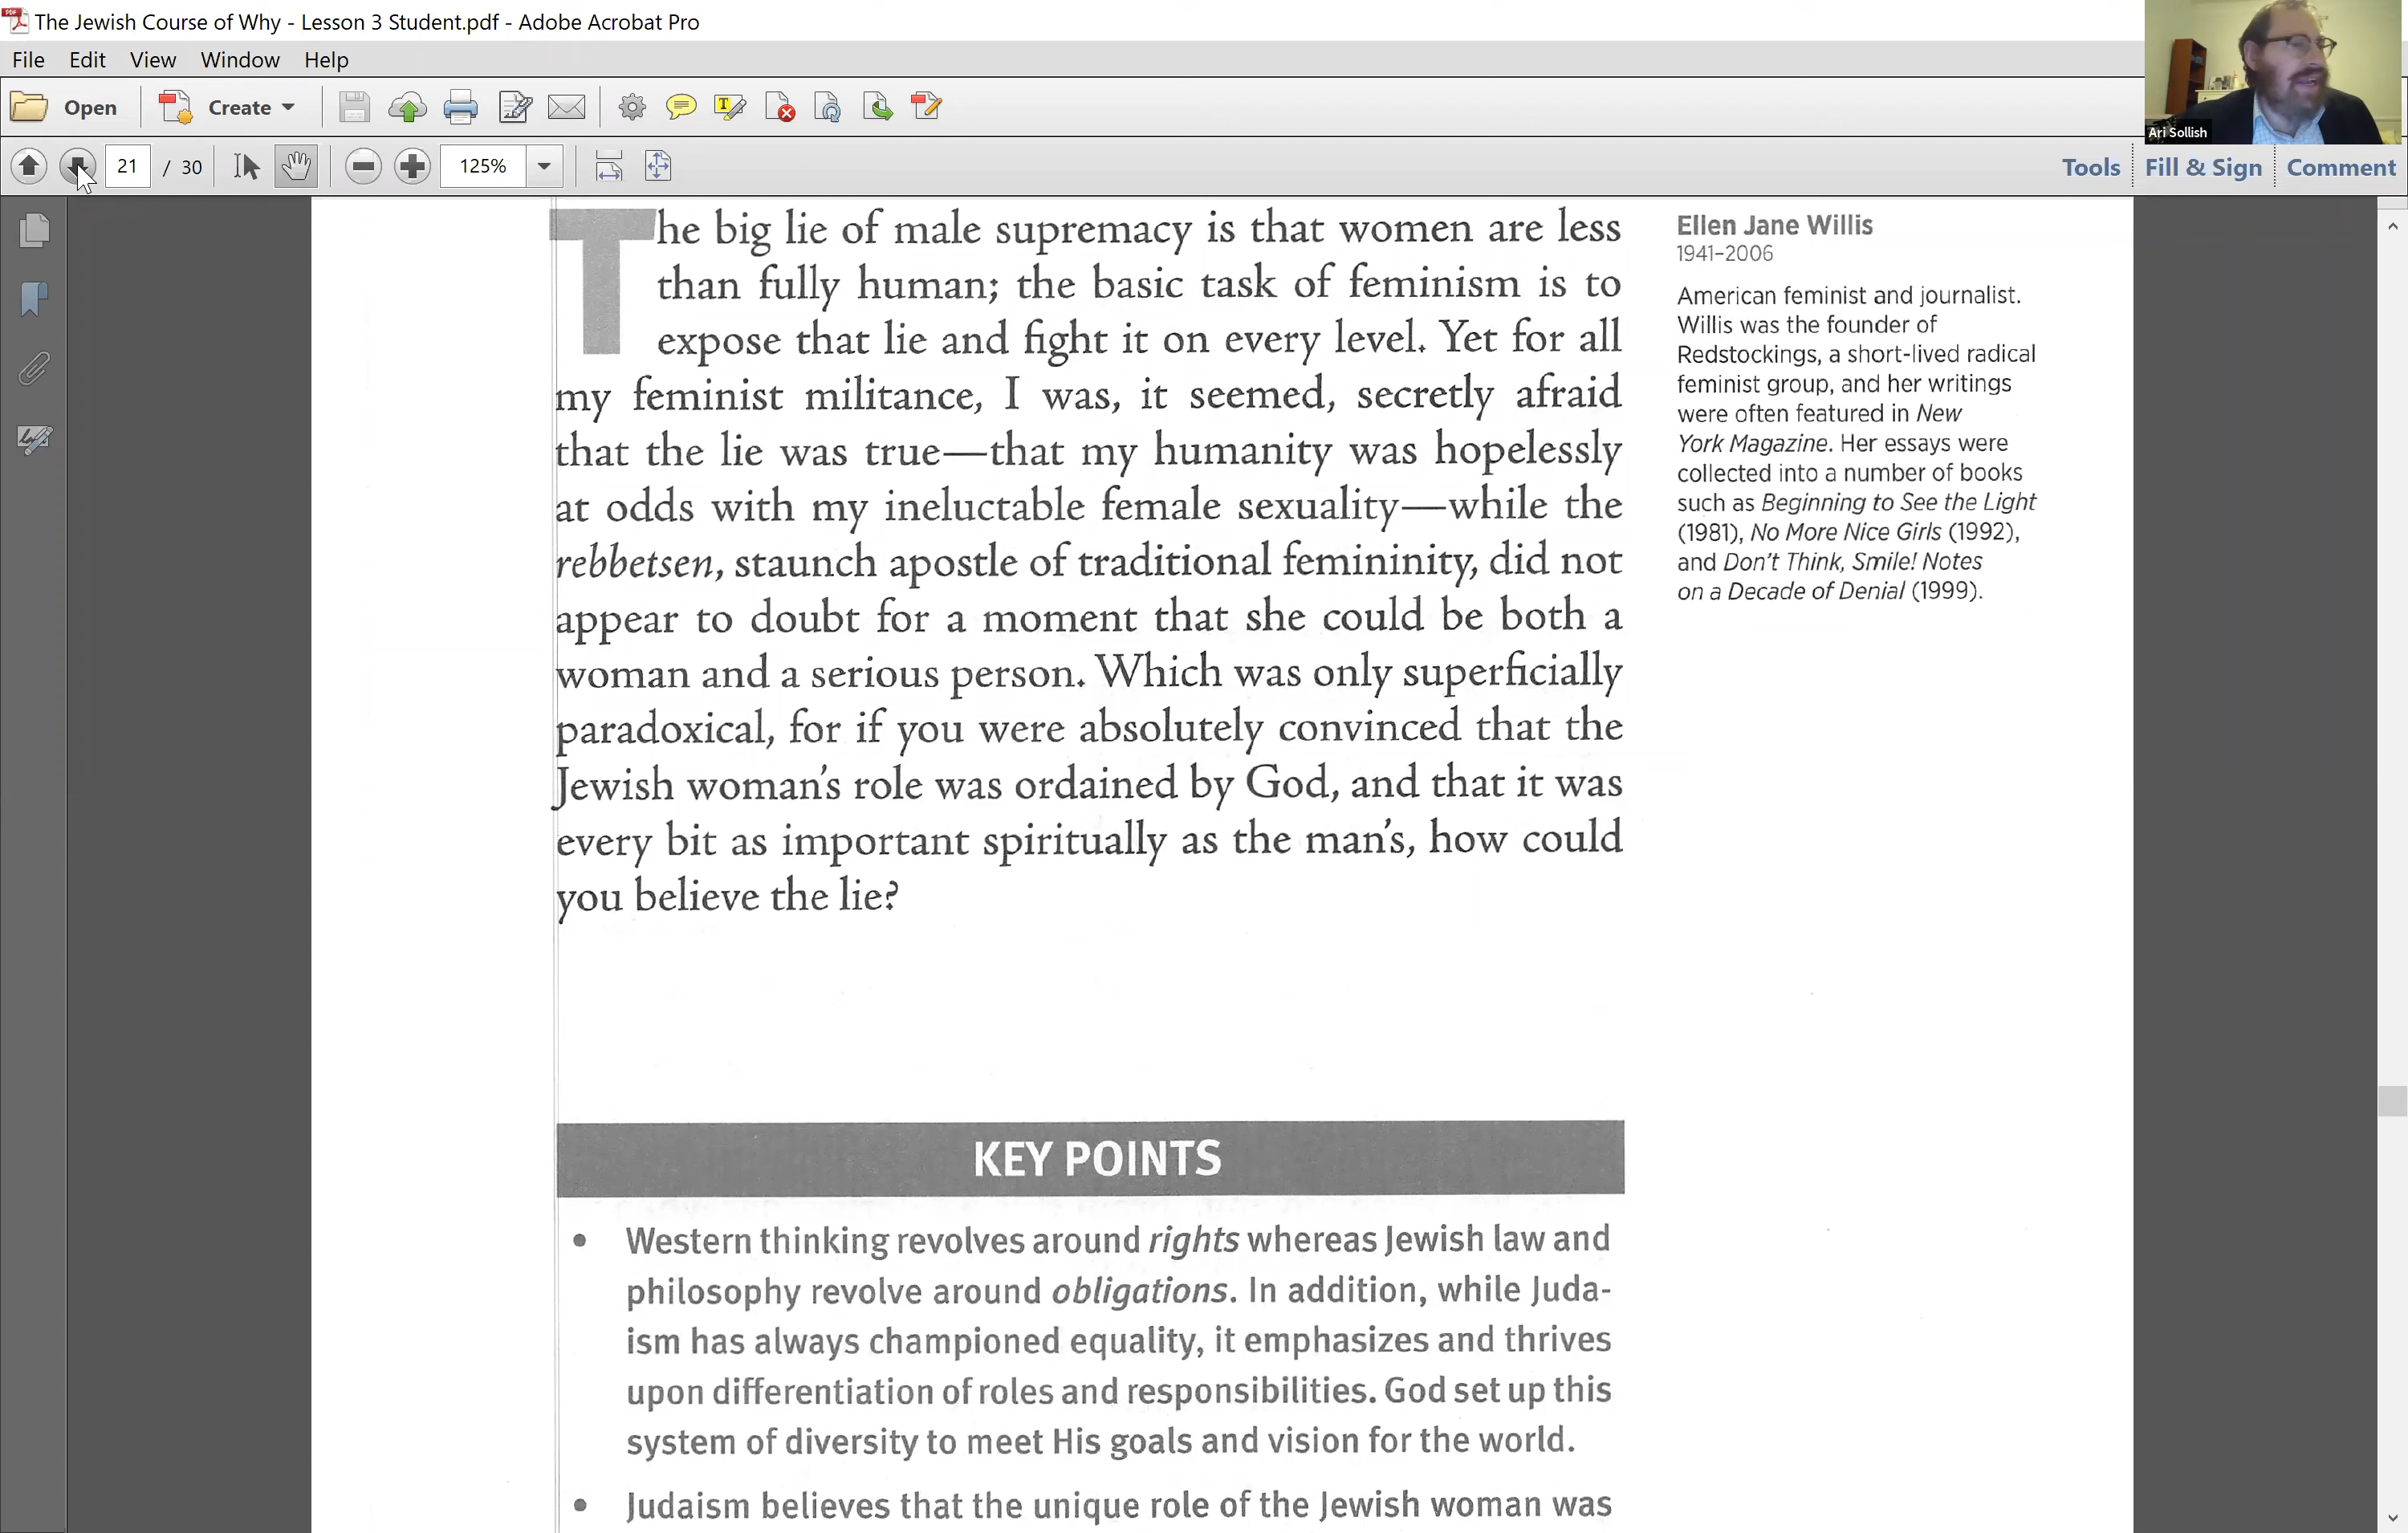 The Jewish Course of Why - Lesson 3 Student.pdf - Adobe Acrobat Pro
File Edit View Window Help
Open Create
21 / 30 125% Tools Fill & Sign Comment
Ari Sollish
The big lie of male supremacy is that women are less
than fully human; the basic task of feminism is to
expose that lie and fight it on every level. Yet for all
my feminist militance, I was, it seemed, secretly afraid
that the lie was true—that my humanity was hopelessly
at odds with my ineluctable female sexuality—while the
rebbetsen, staunch apostle of traditional femininity, did not
appear to doubt for a moment that she could be both a
woman and a serious person. Which was only superficially
paradoxical, for if you were absolutely convinced that the
Jewish woman's role was ordained by God, and that it was
every bit as important spiritually as the man's, how could
you believe the lie?
Ellen Jane Willis
1941–2006
American feminist and journalist.
Willis was the founder of
Redstockings, a short-lived radical
feminist group, and her writings
were often featured in New
York Magazine. Her essays were
collected into a number of books
such as Beginning to See the Light
(1981), No More Nice Girls (1992),
and Don't Think, Smile! Notes
on a Decade of Denial (1999).
KEY POINTS
• Western thinking revolves around rights whereas Jewish law and
philosophy revolve around obligations. In addition, while Juda-
ism has always championed equality, it emphasizes and thrives
upon differentiation of roles and responsibilities. God set up this
system of diversity to meet His goals and vision for the world.
• Judaism believes that the unique role of the Jewish woman was